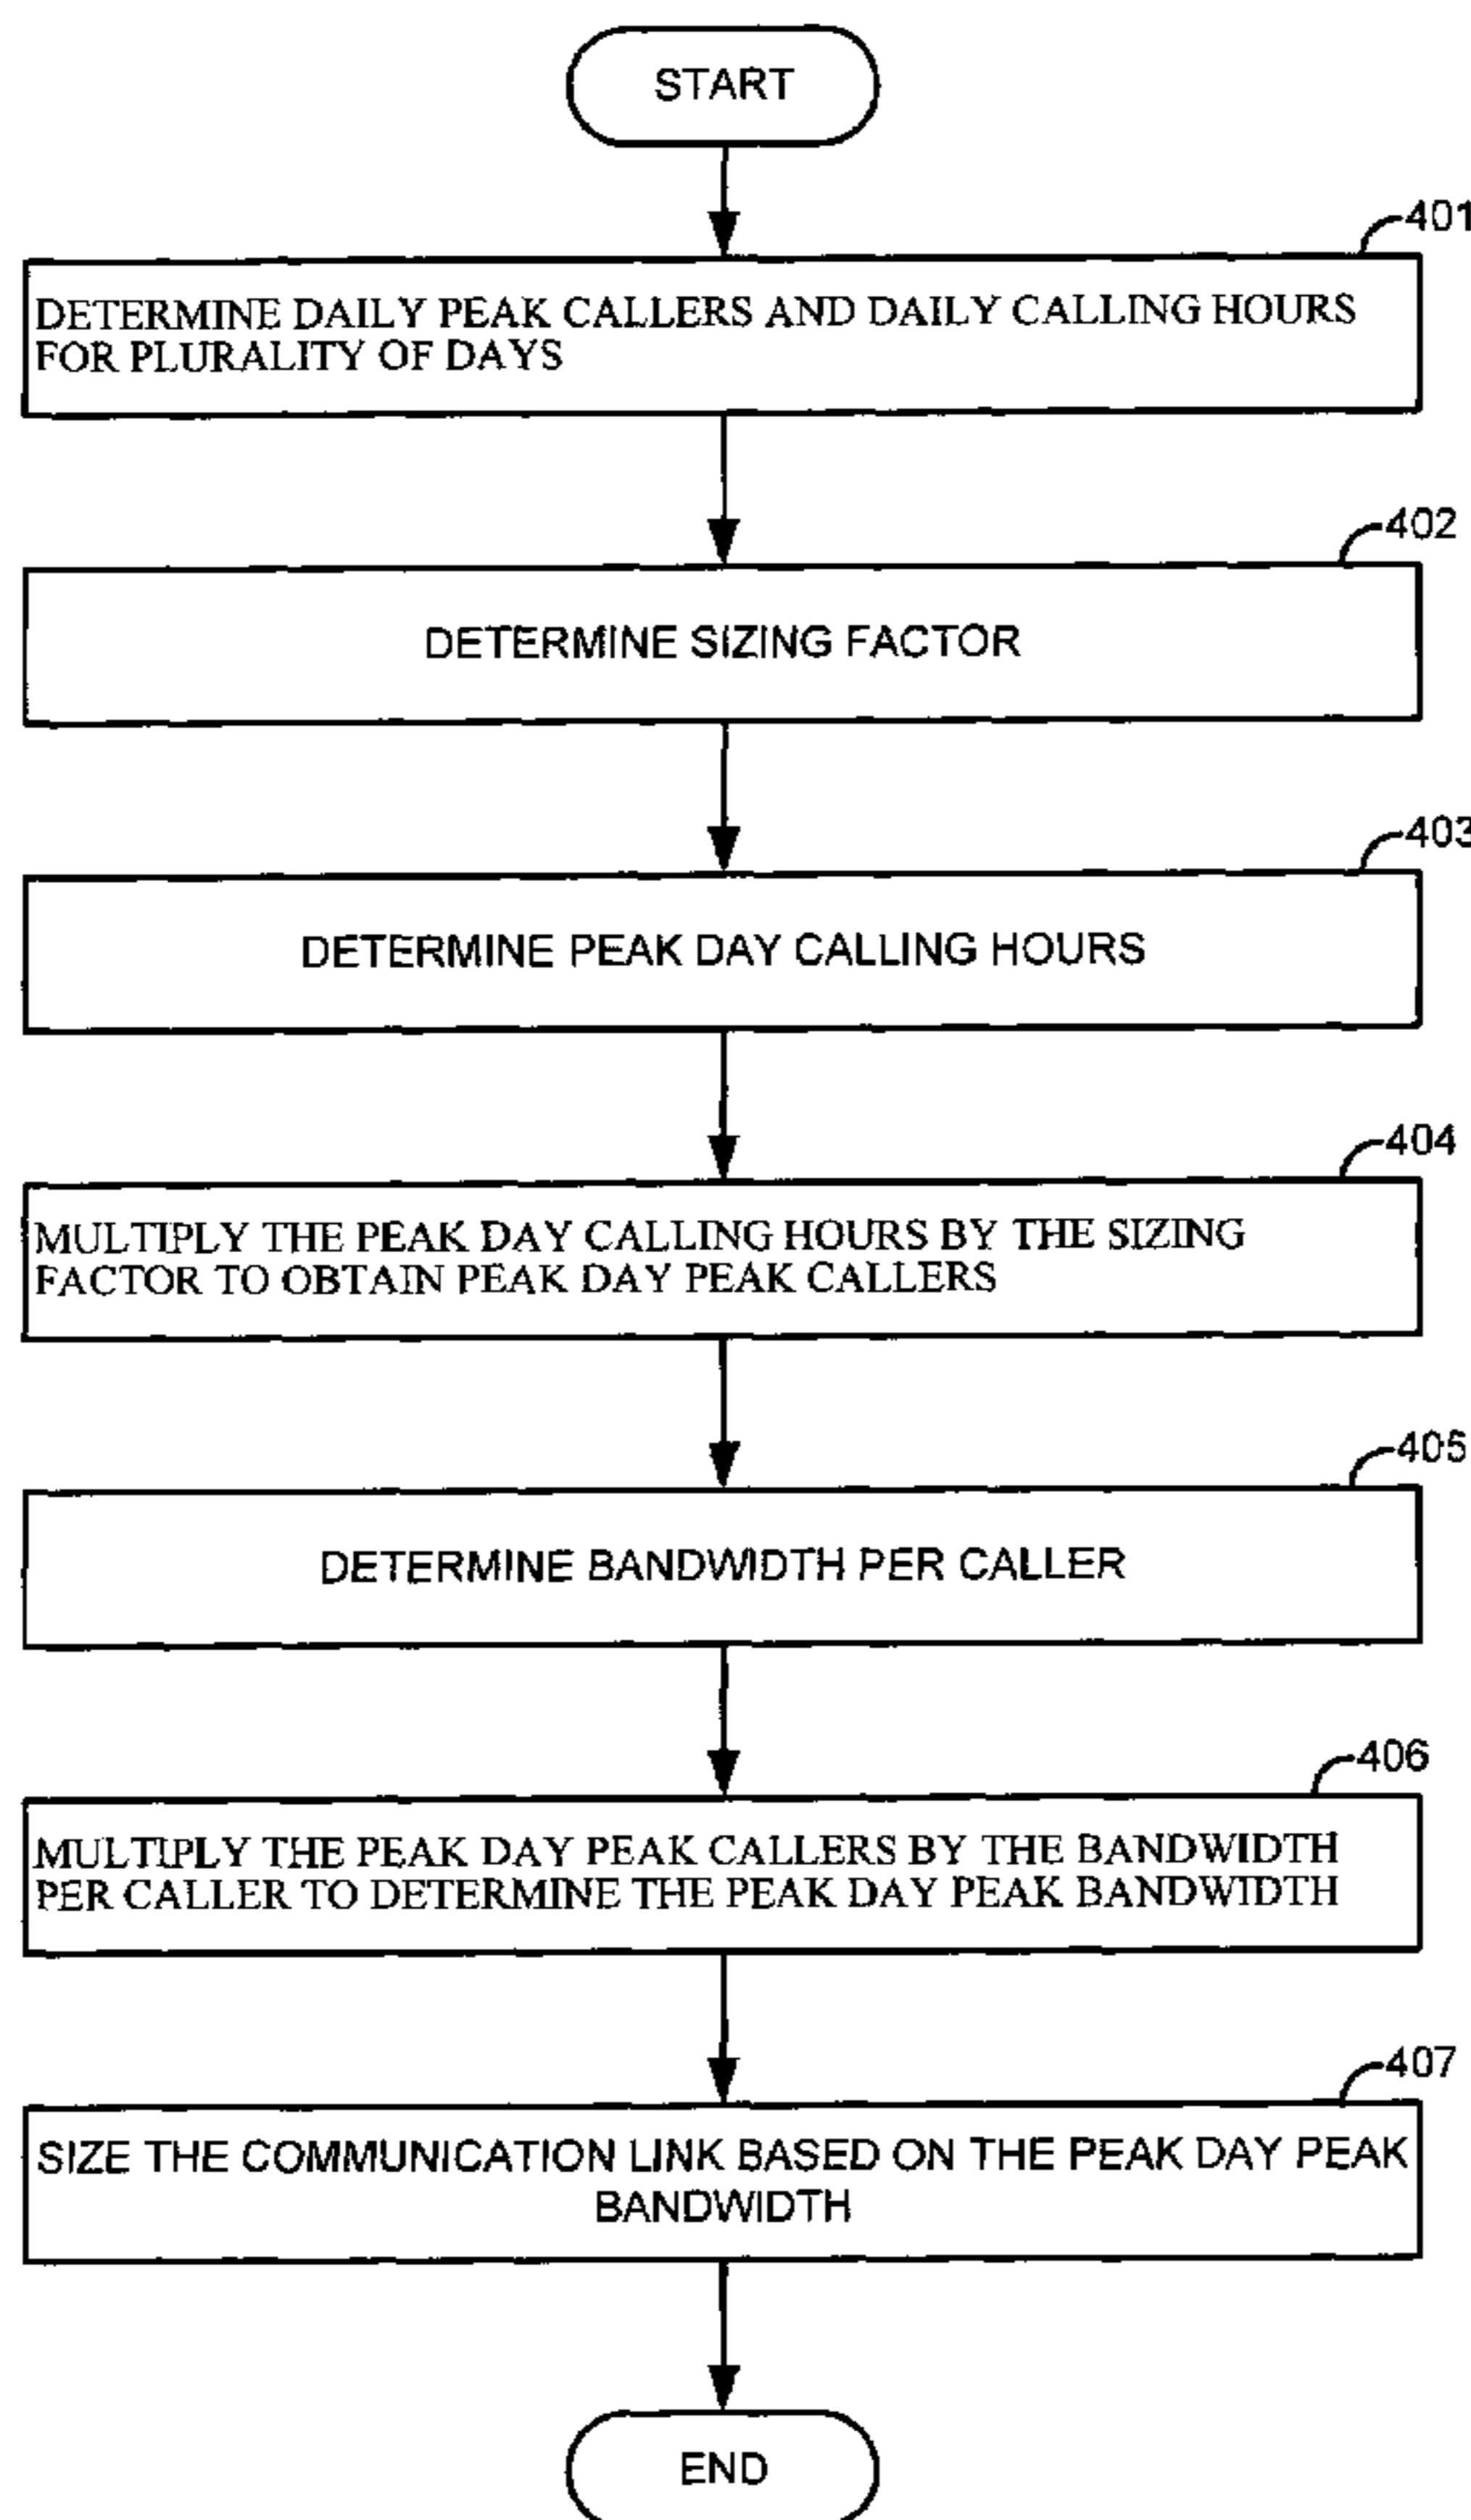 START
401
DETERMINE DAILY PEAK CALLERS AND DAILY CALLING HOURS
FOR PLURALITY OF DAYS
402
DETERMINE SIZING FACTOR
403
DETERMINE PEAK DAY CALLING HOURS
404
MULTIPLY THE PEAK DAY CALLING HOURS BY THE SIZING
FACTOR TO OBTAIN PEAK DAY PEAK CALLERS
405
DETERMINE BANDWIDTH PER CALLER
406
MULTIPLY THE PEAK DAY PEAK CALLERS BY THE BANDWIDTH
PER CALLER TO DETERMINE THE PEAK DAY PEAK BANDWIDTH
407
SIZE THE COMMUNICATION LINK BASED ON THE PEAK DAY PEAK
BANDWIDTH
END